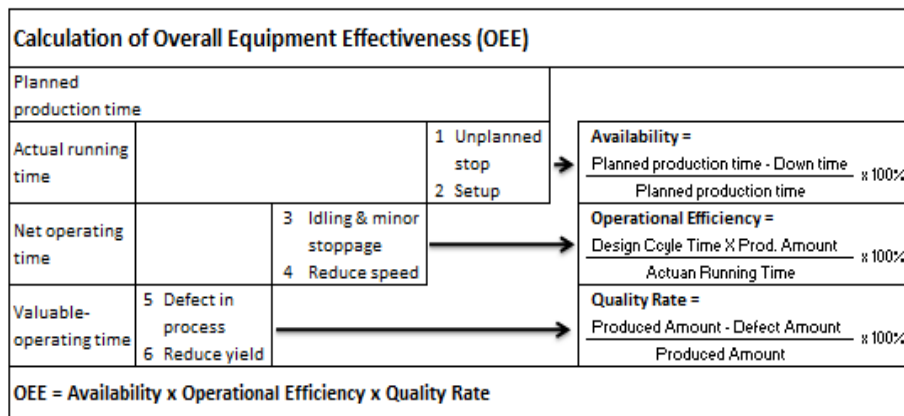 Calculation of Overall Equipment Effectiveness (OEE)
Planned
production time
Actual running
time
1 Unplanned
stop
2 Setup
Availability =
Planned production time - Down time
Planned production time
x 100%
Net operating
time
3 Idling & minor
stoppage
4 Reduce speed
Operational Efficiency =
Design Ccyle Time X Prod. Amount
Actuan Running Time
x 100%
Valuable-
operating time
5 Defect in
process
6 Reduce yield
Quality Rate =
Produced Amount - Defect Amount
Produced Amount
x 100%
OEE = Availability x Operational Efficiency x Quality Rate